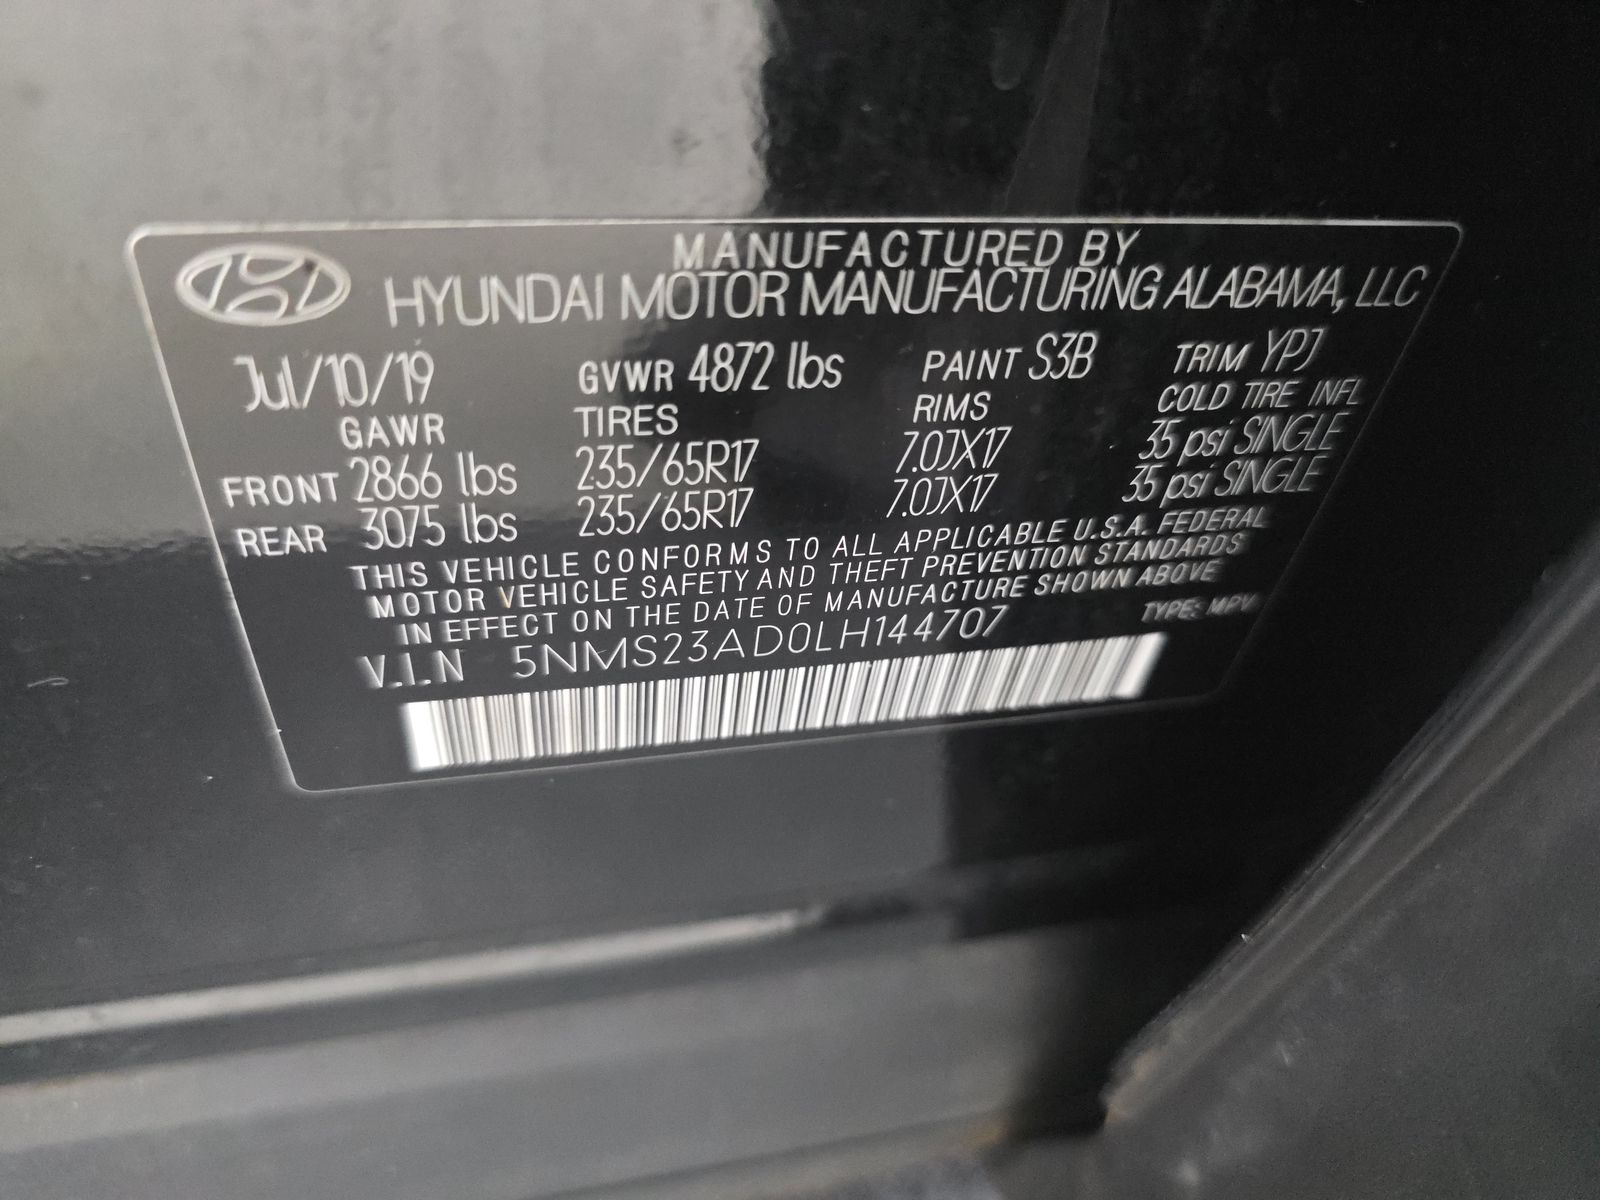 MANUFACTURED BY
HYUNDAI MOTOR MANUFACTURING ALABAMA, LLC
Jul/10/19 GVWR 4872 lbs PAINT S3B TRIM YPJ
GAWR TIRES RIMS COLD TIRE INFL
FRONT 2866 lbs 235/65R17 7.0JX17 35 psi SINGLE
REAR 3075 lbs 235/65R17 7.0JX17 35 psi SINGLE
THIS VEHICLE CONFORMS TO ALL APPLICABLE U.S.A. FEDERAL
MOTOR VEHICLE SAFETY AND THEFT PREVENTION STANDARDS
IN EFFECT ON THE DATE OF MANUFACTURE SHOWN ABOVE
V.I.N 5NMS23AD0LH144707 TYPE: MPV